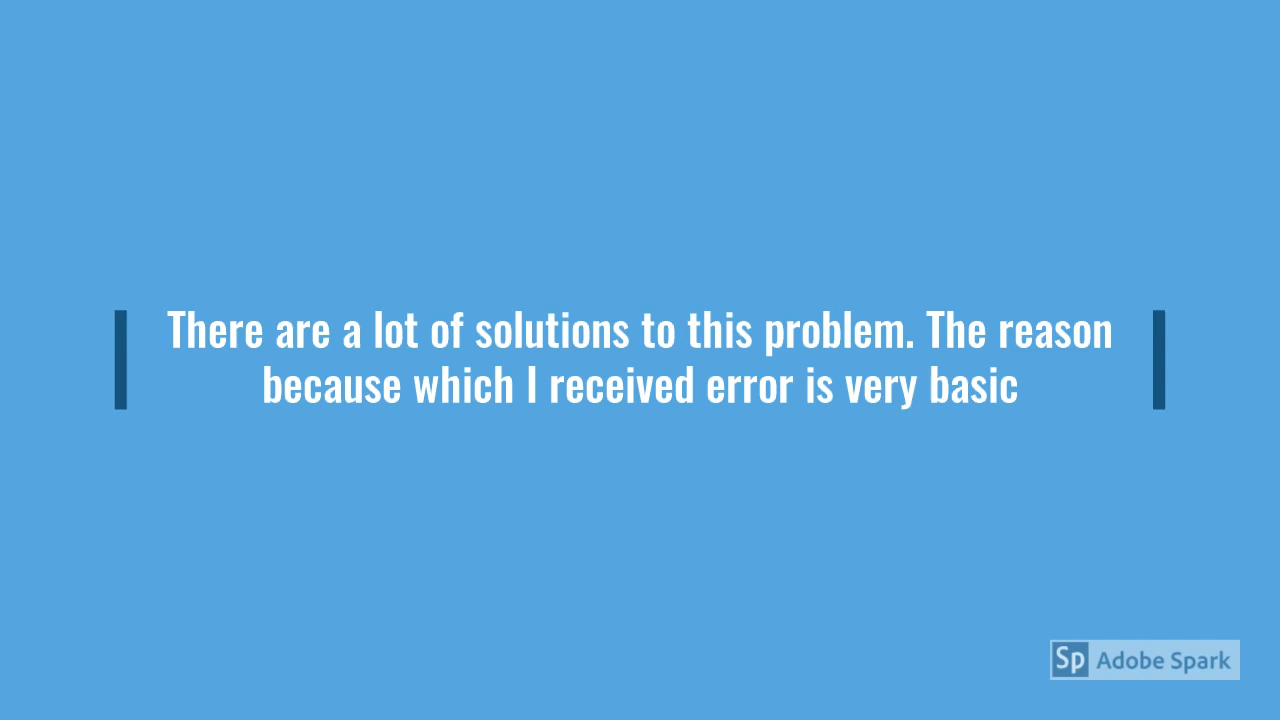 There are a lot of solutions to this problem. The reason
because which I received error is very basic
Sp Adobe Spark